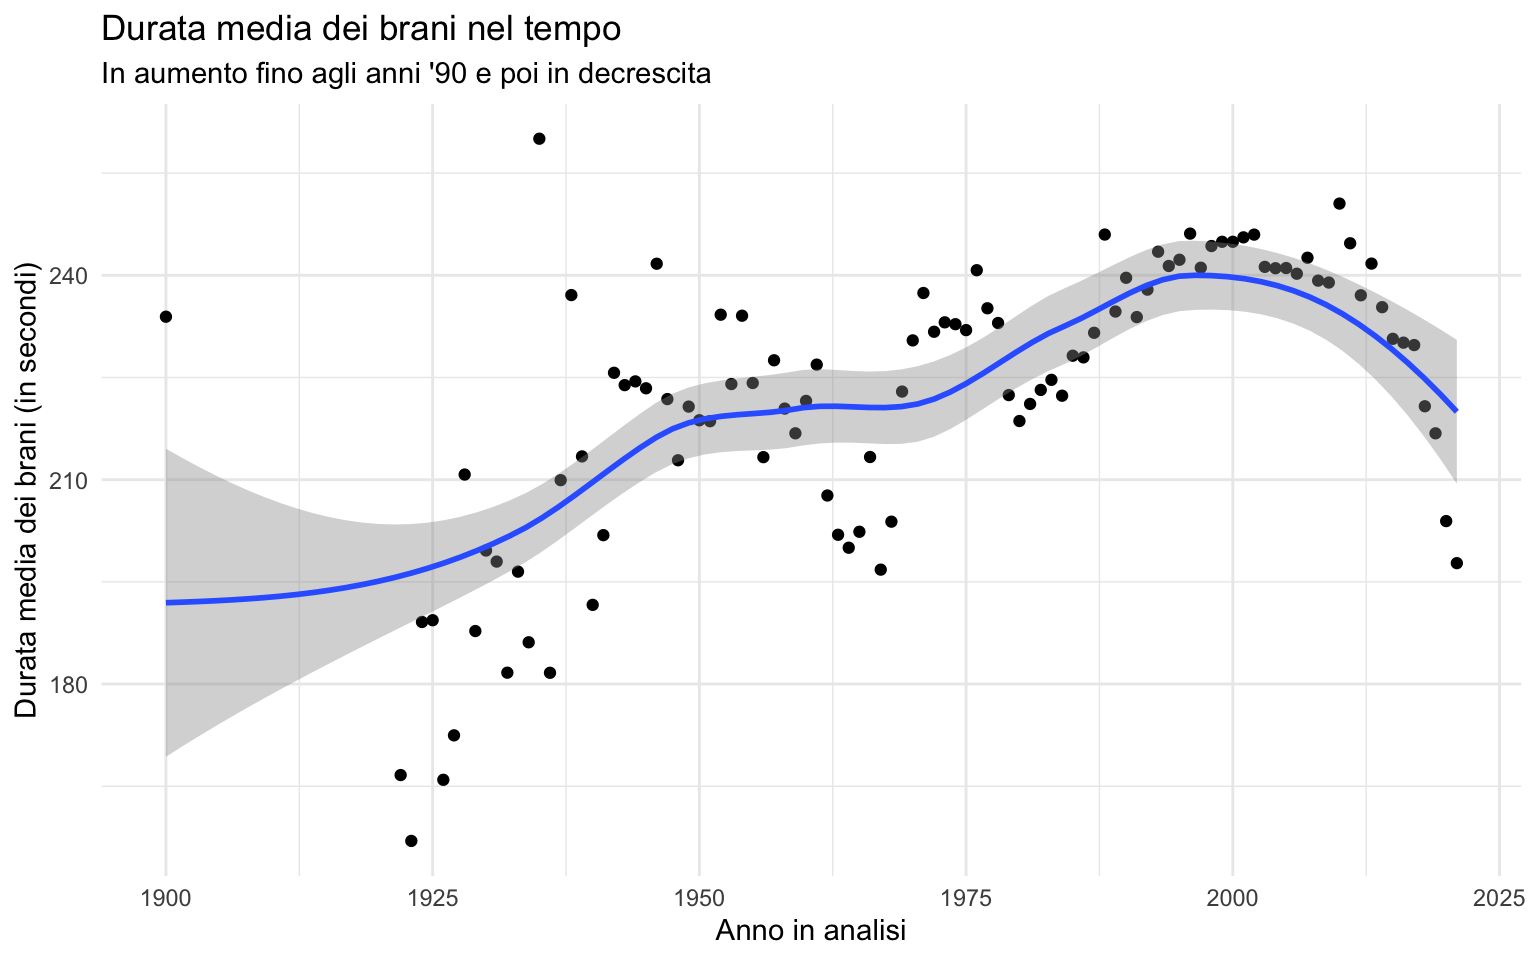 Durata media dei brani nel tempo
In aumento fino agli anni '90 e poi in decrescita
Durata media dei brani (in secondi)
240
210
180
1900 1925 1950 1975 2000 2025
Anno in analisi